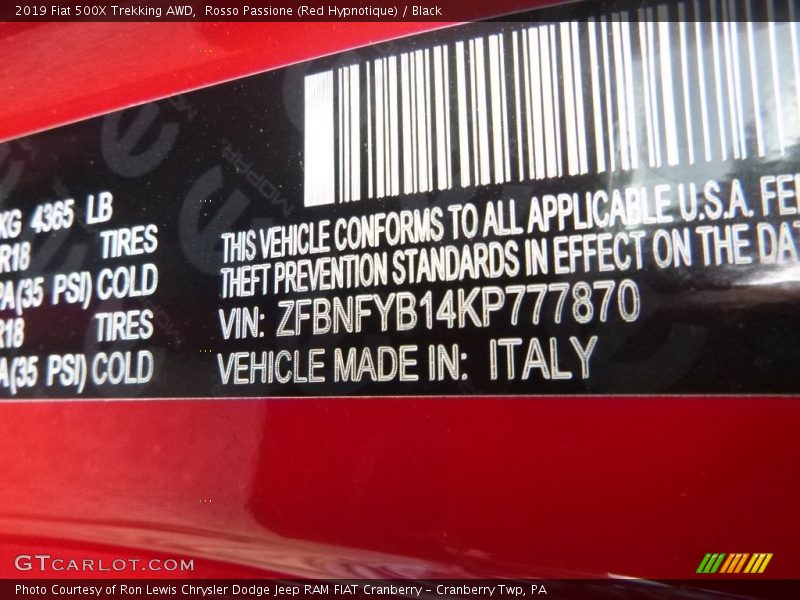 2019 Fiat 500X Trekking AWD,  Rosso Passione (Red Hypnotique) / Black
KG 4365 LB
R18 TIRES
PA(35 PSI) COLD
R18 TIRES
A(35 PSI) COLD
MOPAR
THIS VEHICLE CONFORMS TO ALL APPLICABLE U.S.A. FE
THEFT PREVENTION STANDARDS IN EFFECT ON THE DA
VIN: ZFBNFYB14KP777870
VEHICLE MADE IN: ITALY
GTCARLOT.COM
Photo Courtesy of Ron Lewis Chrysler Dodge Jeep RAM FIAT Cranberry – Cranberry Twp, PA